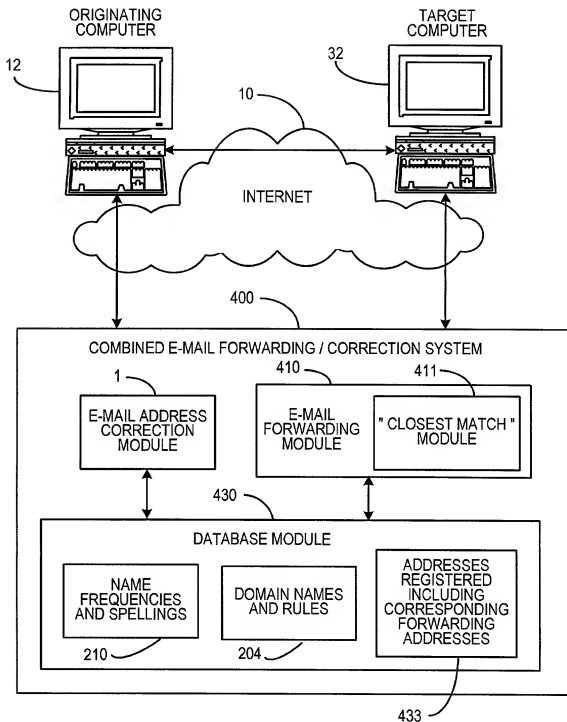 ORIGINATING
COMPUTER
TARGET
COMPUTER
12
32
10
INTERNET
400
COMBINED E-MAIL FORWARDING / CORRECTION SYSTEM
1
410
411
E-MAIL ADDRESS
CORRECTION
MODULE
E-MAIL
FORWARDING
MODULE
" CLOSEST MATCH "
MODULE
430
DATABASE MODULE
NAME
FREQUENCIES
AND SPELLINGS
DOMAIN NAMES
AND RULES
ADDRESSES
REGISTERED
INCLUDING
CORRESPONDING
FORWARDING
ADDRESSES
210
204
433